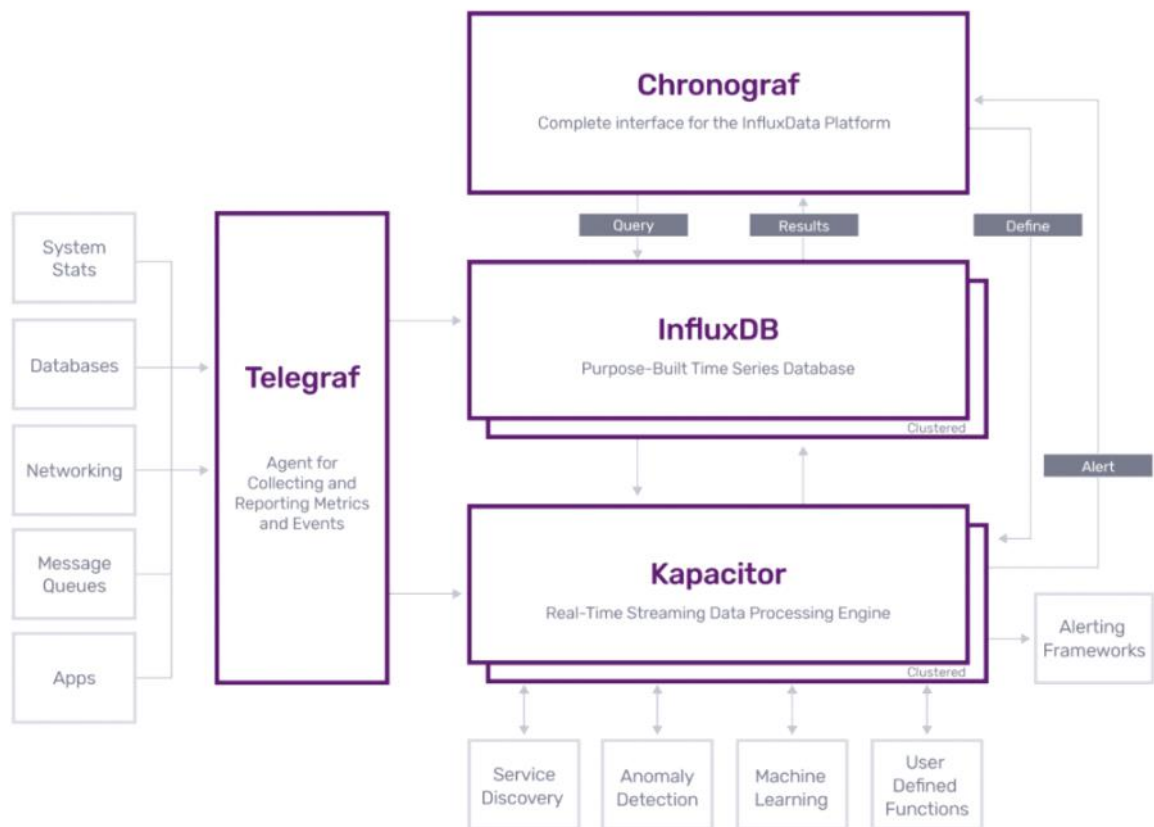 Chronograf
Complete interface for the InfluxData Platform
Query
Results
Define
System
Stats
Databases
Networking
Message
Queues
Apps
Telegraf
Agent for
Collecting and
Reporting Metrics
and Events
InfluxDB
Purpose-Built Time Series Database
Clustered
Alert
Kapacitor
Real-Time Streaming Data Processing Engine
Clustered
Alerting
Frameworks
Service
Discovery
Anomaly
Detection
Machine
Learning
User
Defined
Functions